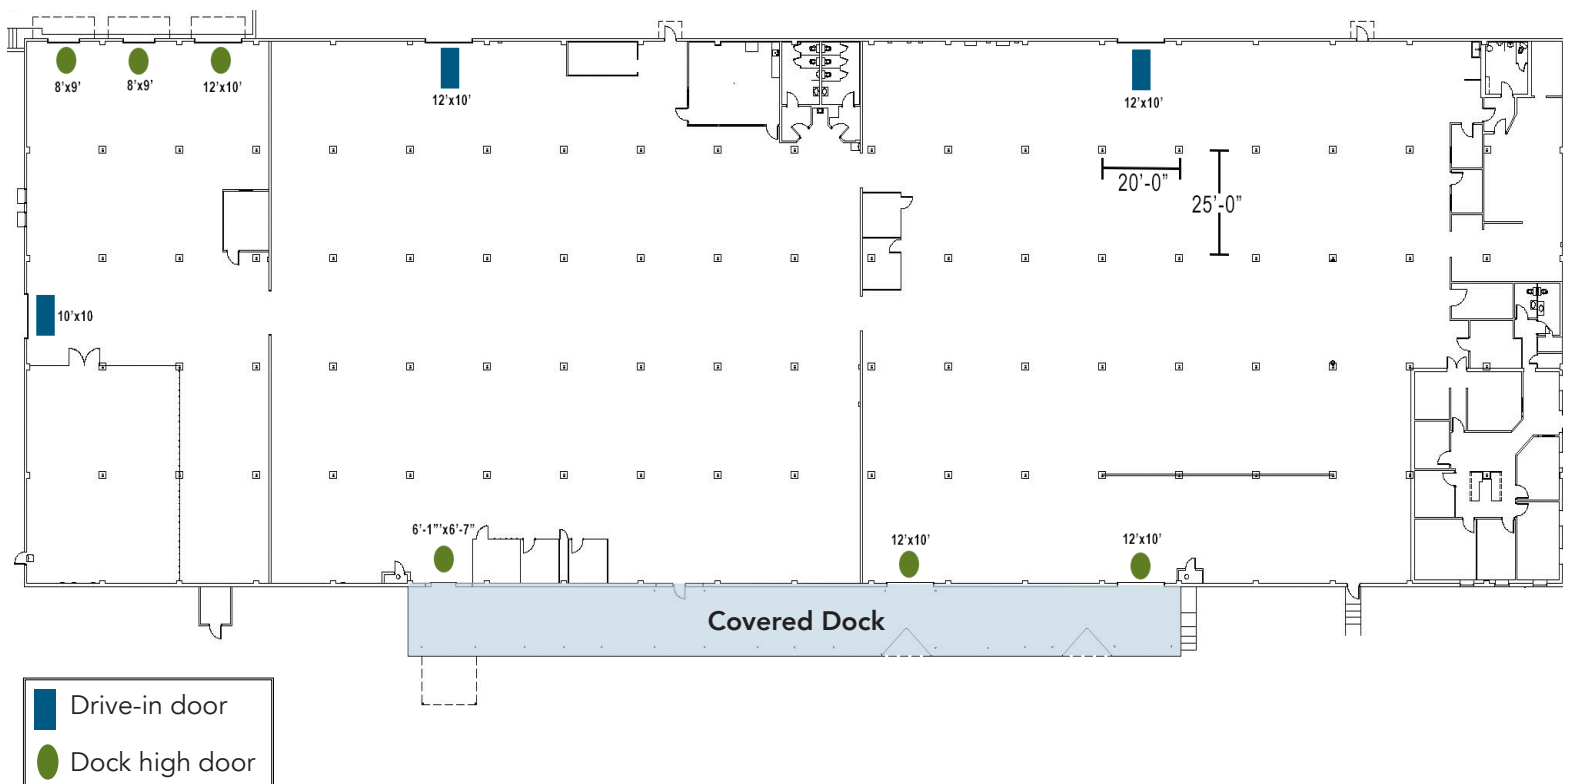 8'x9'
8'x9'
12'x10'
12'x10'
12'x10'
20'-0"
25'-0"
10'x10
6'-1"'x6'-7"
12'x10'
12'x10'
Covered Dock
Drive-in door
Dock high door